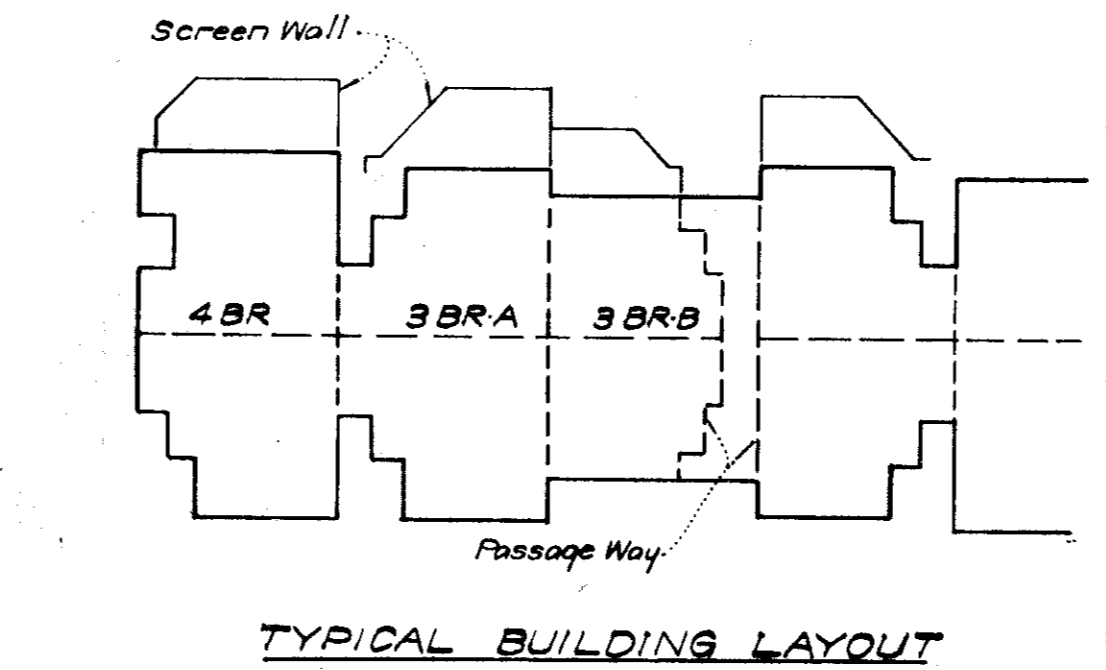 Screen Wall
4 BR
3 BR·A
3 BR·B
Passage Way
TYPICAL BUILDING LAYOUT